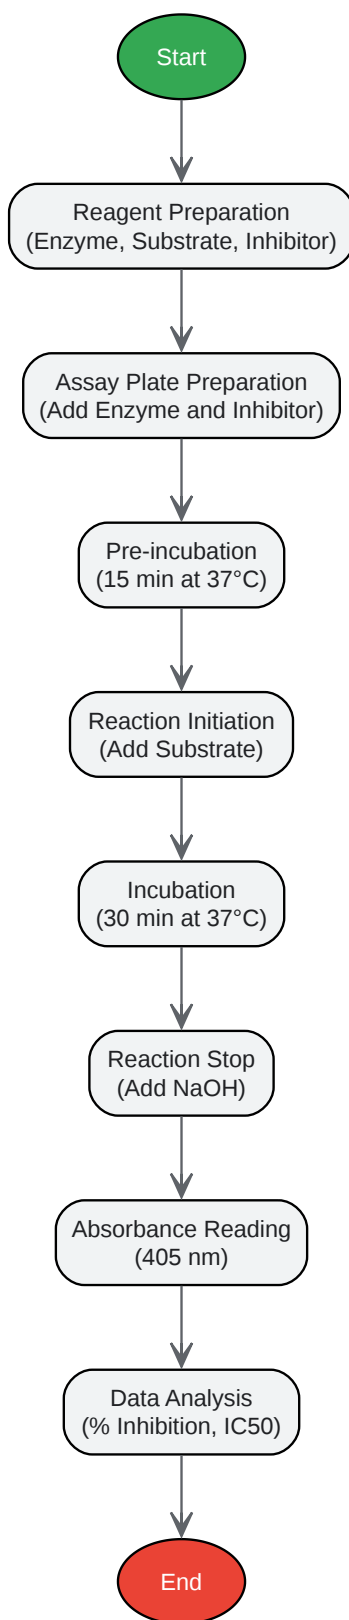 Start
Reagent Preparation
(Enzyme, Substrate, Inhibitor)
Assay Plate Preparation
(Add Enzyme and Inhibitor)
Pre-incubation
(15 min at 37°C)
Reaction Initiation
(Add Substrate)
Incubation
(30 min at 37°C)
Reaction Stop
(Add NaOH)
Absorbance Reading
(405 nm)
Data Analysis
(% Inhibition, IC50)
End